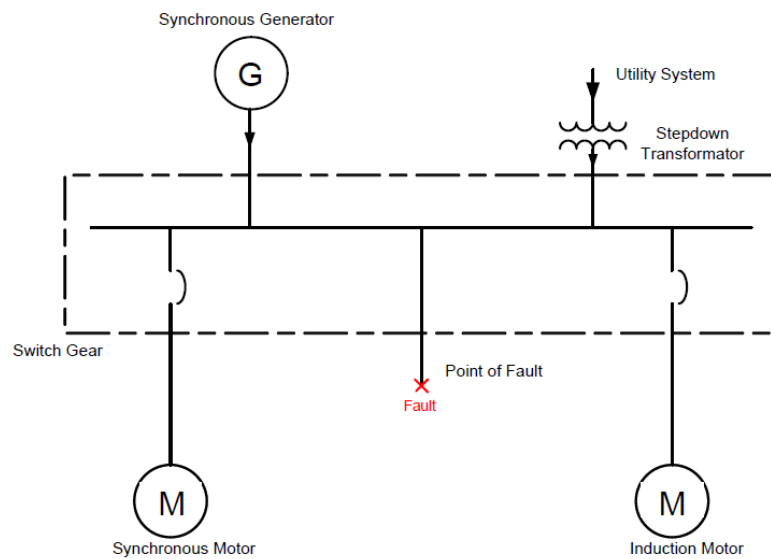 Synchronous Generator
G
Utility System
Stepdown
Transformator
Switch Gear
Point of Fault
Fault
M
Synchronous Motor
M
Induction Motor